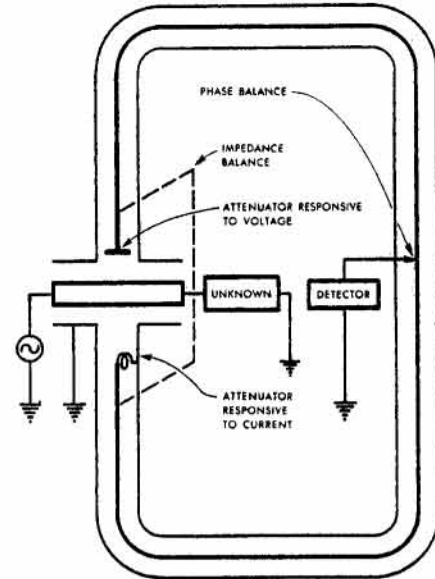 PHASE BALANCE
IMPEDANCE
BALANCE
ATTENUATOR RESPONSIVE
TO VOLTAGE
UNKNOWN
DETECTOR
ATTENUATOR
RESPONSIVE
TO CURRENT